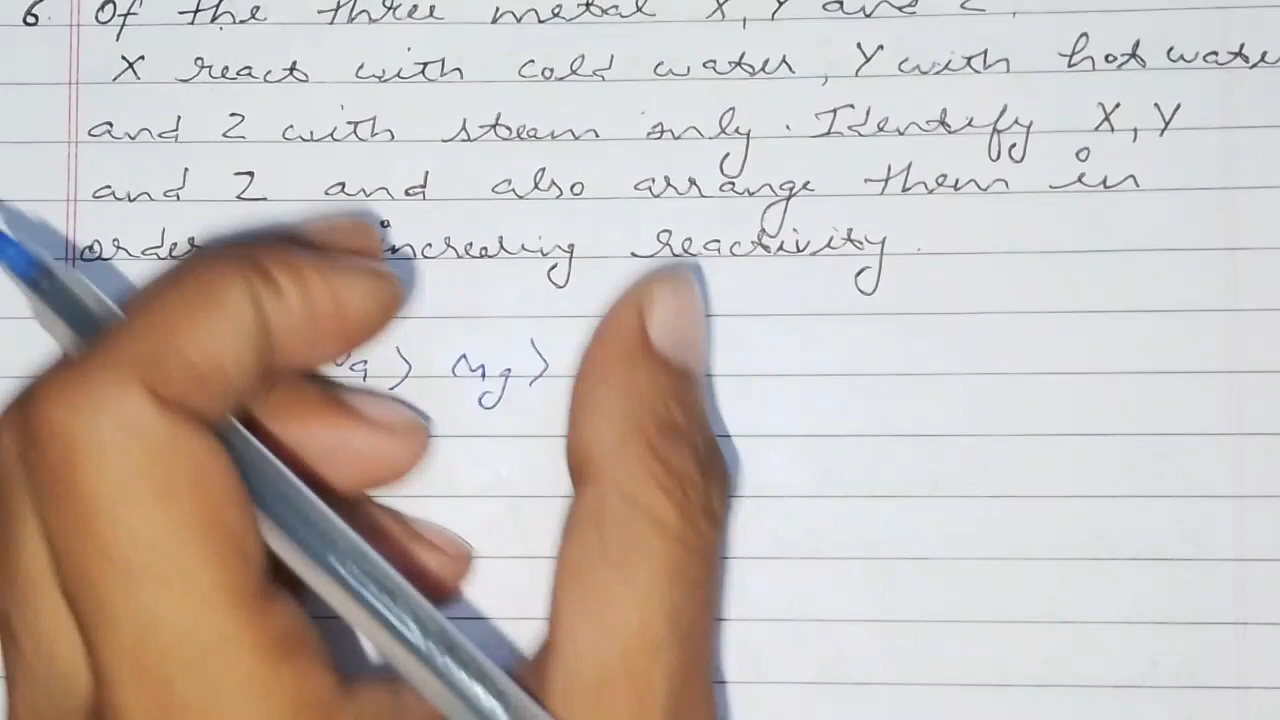 6. Of the three metal X, Y and Z,
X react with cold water, Y with hot wate
and Z with steam only. Identify X, Y
and Z and also arrange them in
order increasing reactivity.
> Mg >